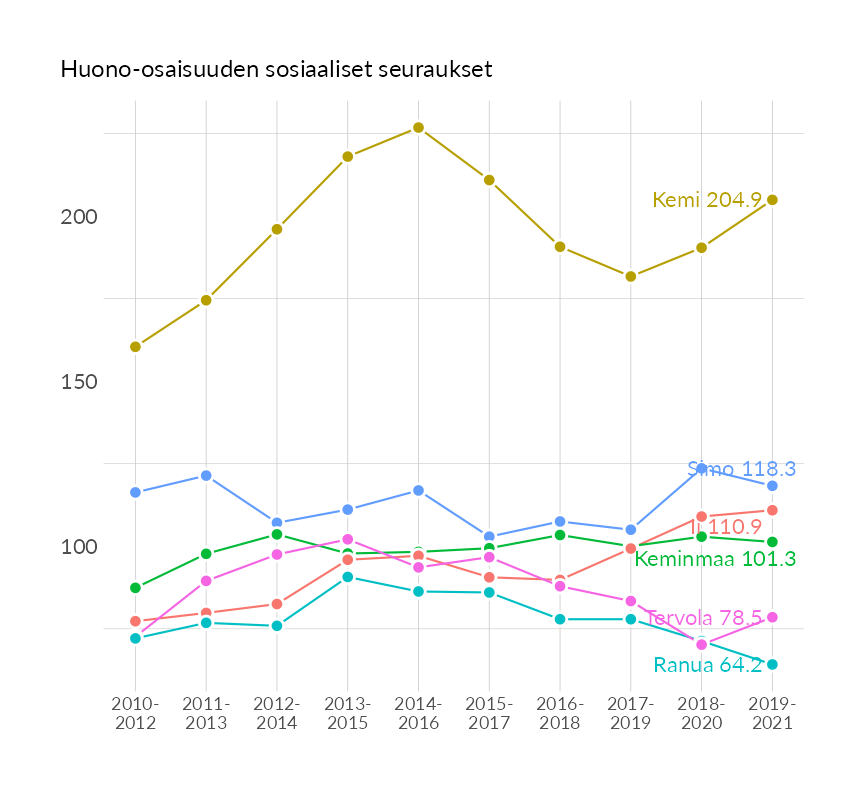 Huono-osaisuuden sosiaaliset seuraukset
Kemi 204.9
200
150
Simo 118.3
Ii 110.9
100
Keminmaa 101.3
Tervola 78.5
Ranua 64.2
2010- 2011- 2012- 2013- 2014- 2015- 2016- 2017- 2018- 2019-
2012 2013 2014 2015 2016 2017 2018 2019 2020 2021